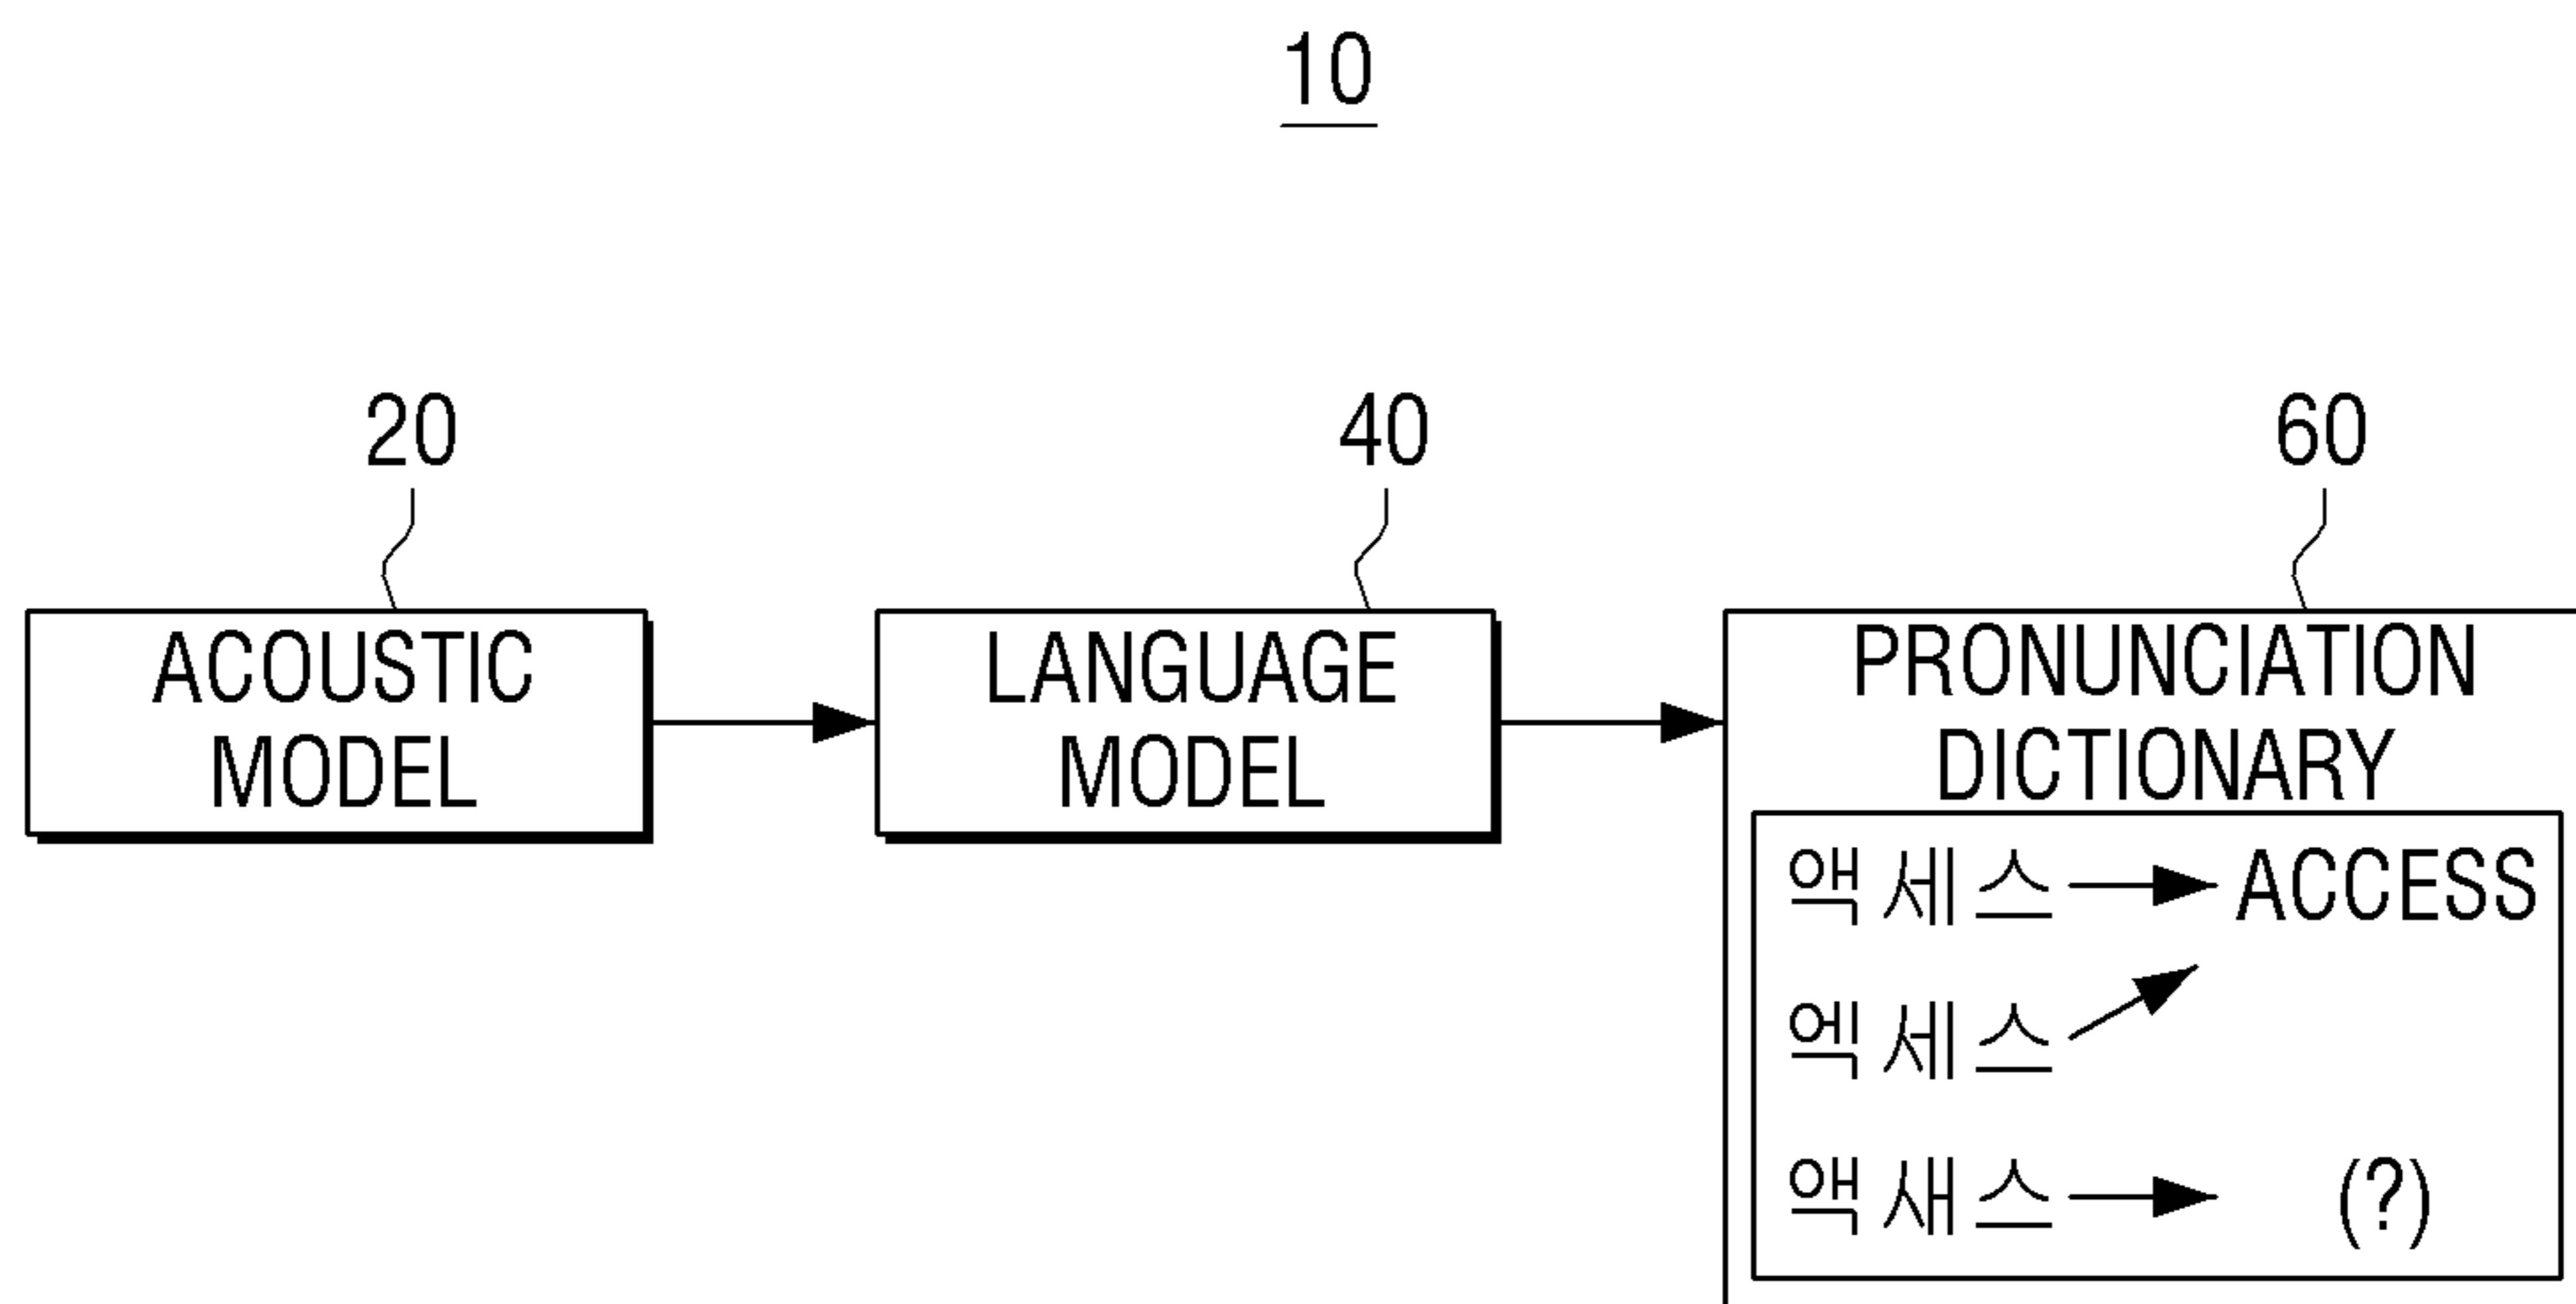 10
20
40
60
ACOUSTIC
MODEL
LANGUAGE
MODEL
PRONUNCIATION
DICTIONARY
액세스 ACCESS
엑세스
액새스 (?)